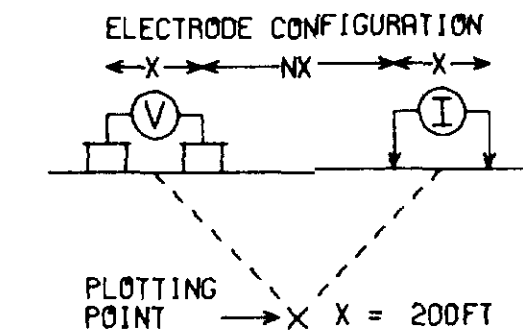 ELECTRODE CONFIGURATION
X NX X
V I
PLOTTING
POINT X X = 200FT